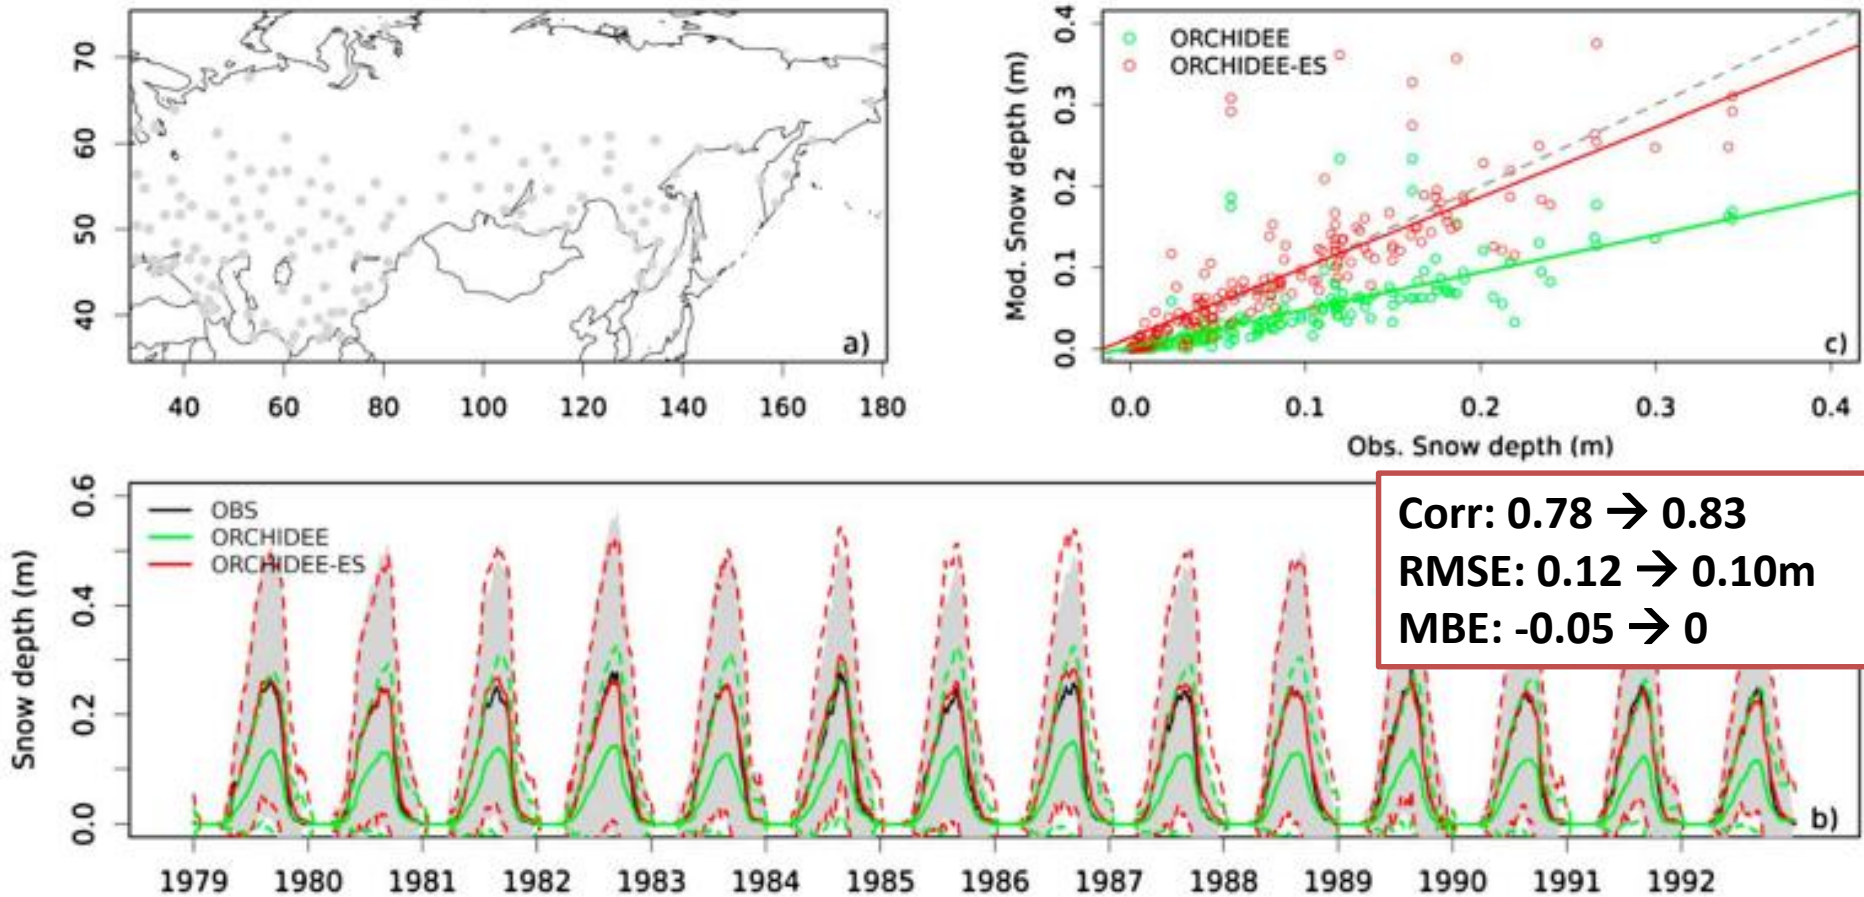 70
60
50
40
a)
40 60 80 100 120 140 160 180
Mod. Snow depth (m)
0.4
0.3
0.2
0.1
0.0
ORCHIDEE
ORCHIDEE-ES
c)
0.0 0.1 0.2 0.3 0.4
Obs. Snow depth (m)
Snow depth (m)
0.6
0.4
0.2
0.0
OBS
ORCHIDEE
ORCHIDEE-ES
Corr: 0.78 → 0.83
RMSE: 0.12 → 0.10m
MBE: -0.05 → 0
b)
1979 1980 1981 1982 1983 1984 1985 1986 1987 1988 1989 1990 1991 1992